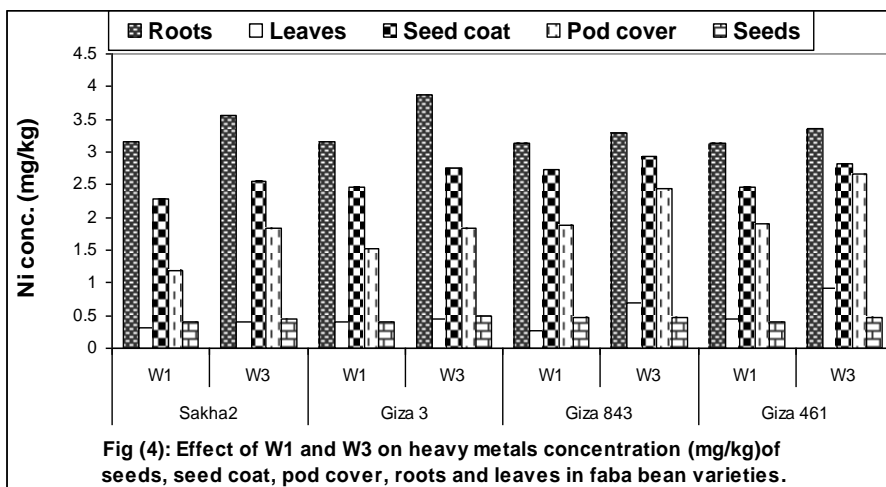 Roots Leaves Seed coat Pod cover Seeds
4.5
4
3.5
3
2.5
2
1.5
1
0.5
0
Ni conc. (mg/kg)
W1 W3 W1 W3 W1 W3 W1 W3
Sakha2 Giza 3 Giza 843 Giza 461
Fig (4): Effect of W1 and W3 on heavy metals concentration (mg/kg)of
seeds, seed coat, pod cover, roots and leaves in faba bean varieties.